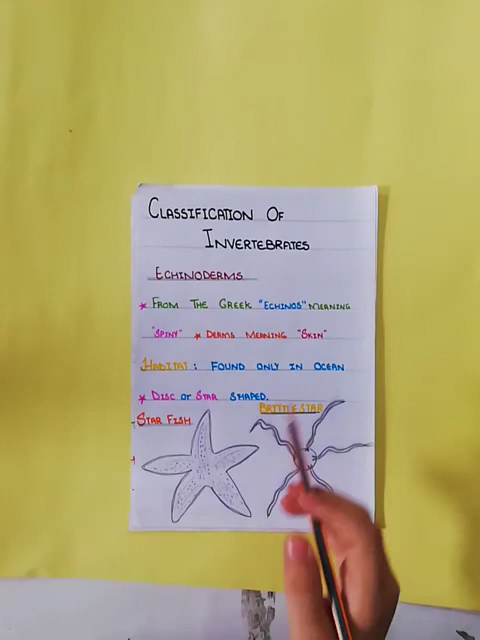 CLASSIFICATION OF
INVERTEBRATES
ECHINODERMS
* FROM THE GREEK "ECHINOS" MEANING
"SPINY" * DERMS MEANING "SKIN"
HABITAT: FOUND ONLY IN OCEAN
* DISC OR STAR SHAPED.
BRITTLE STAR
STAR FISH